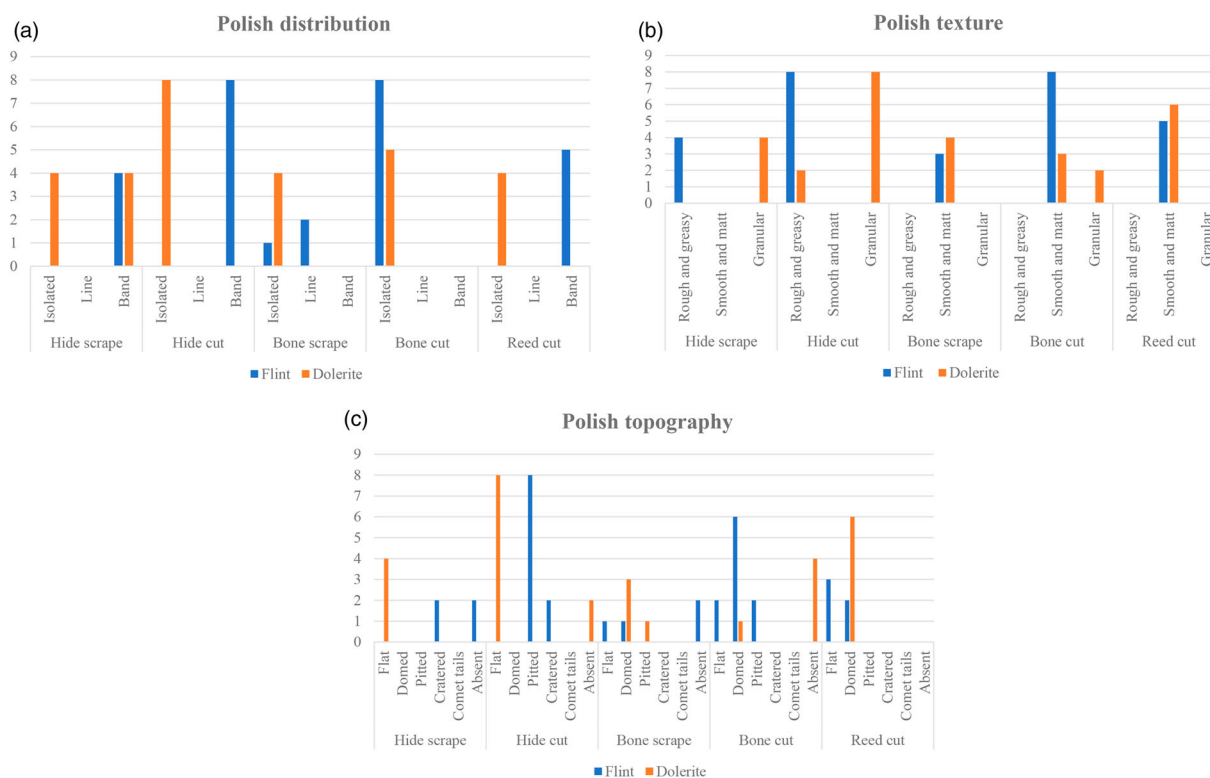 (a)
Polish distribution
9
8
7
6
5
4
3
2
1
0
Isolated
Line
Band
Isolated
Line
Band
Isolated
Line
Band
Isolated
Line
Band
Isolated
Line
Band
Hide scrape Hide cut Bone scrape Bone cut Reed cut
Flint Dolerite
(b)
Polish texture
9
8
7
6
5
4
3
2
1
0
Rough and greasy
Smooth and matt
Granular
Rough and greasy
Smooth and matt
Granular
Rough and greasy
Smooth and matt
Granular
Rough and greasy
Smooth and matt
Granular
Rough and greasy
Smooth and matt
Granular
Hide scrape Hide cut Bone scrape Bone cut Reed cut
Flint Dolerite
(c)
Polish topography
9
8
7
6
5
4
3
2
1
0
Flat
Domed
Pitted
Cratered
Comet tails
Absent
Flat
Domed
Pitted
Cratered
Comet tails
Absent
Flat
Domed
Pitted
Cratered
Comet tails
Absent
Flat
Domed
Pitted
Cratered
Comet tails
Absent
Flat
Domed
Pitted
Cratered
Comet tails
Absent
Hide scrape Hide cut Bone scrape Bone cut Reed cut
Flint Dolerite